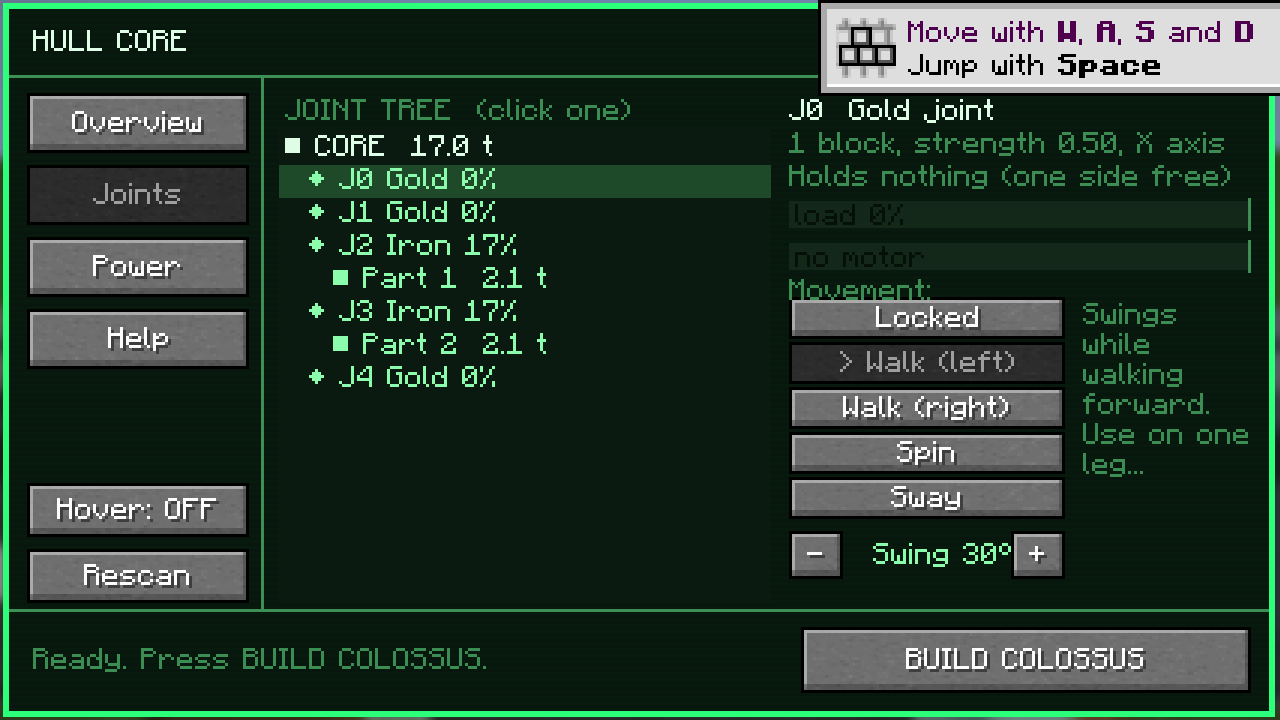 HULL CORE
Move with W, A, S and D
Jump with Space
Overview
Joints
Power
Help
Hover: OFF
Rescan
JOINT TREE (click one)
CORE 17.0 t
J0 Gold 0%
J1 Gold 0%
J2 Iron 17%
Part 1 2.1 t
J3 Iron 17%
Part 2 2.1 t
J4 Gold 0%
J0 Gold joint
1 block, strength 0.50, X axis
Holds nothing (one side free)
load 0%
no motor
Movement:
Locked
> Walk (left)
Walk (right)
Spin
Sway
Swings
while
walking
forward.
Use on one
leg...
- Swing 30° +
Ready. Press BUILD COLOSSUS.
BUILD COLOSSUS